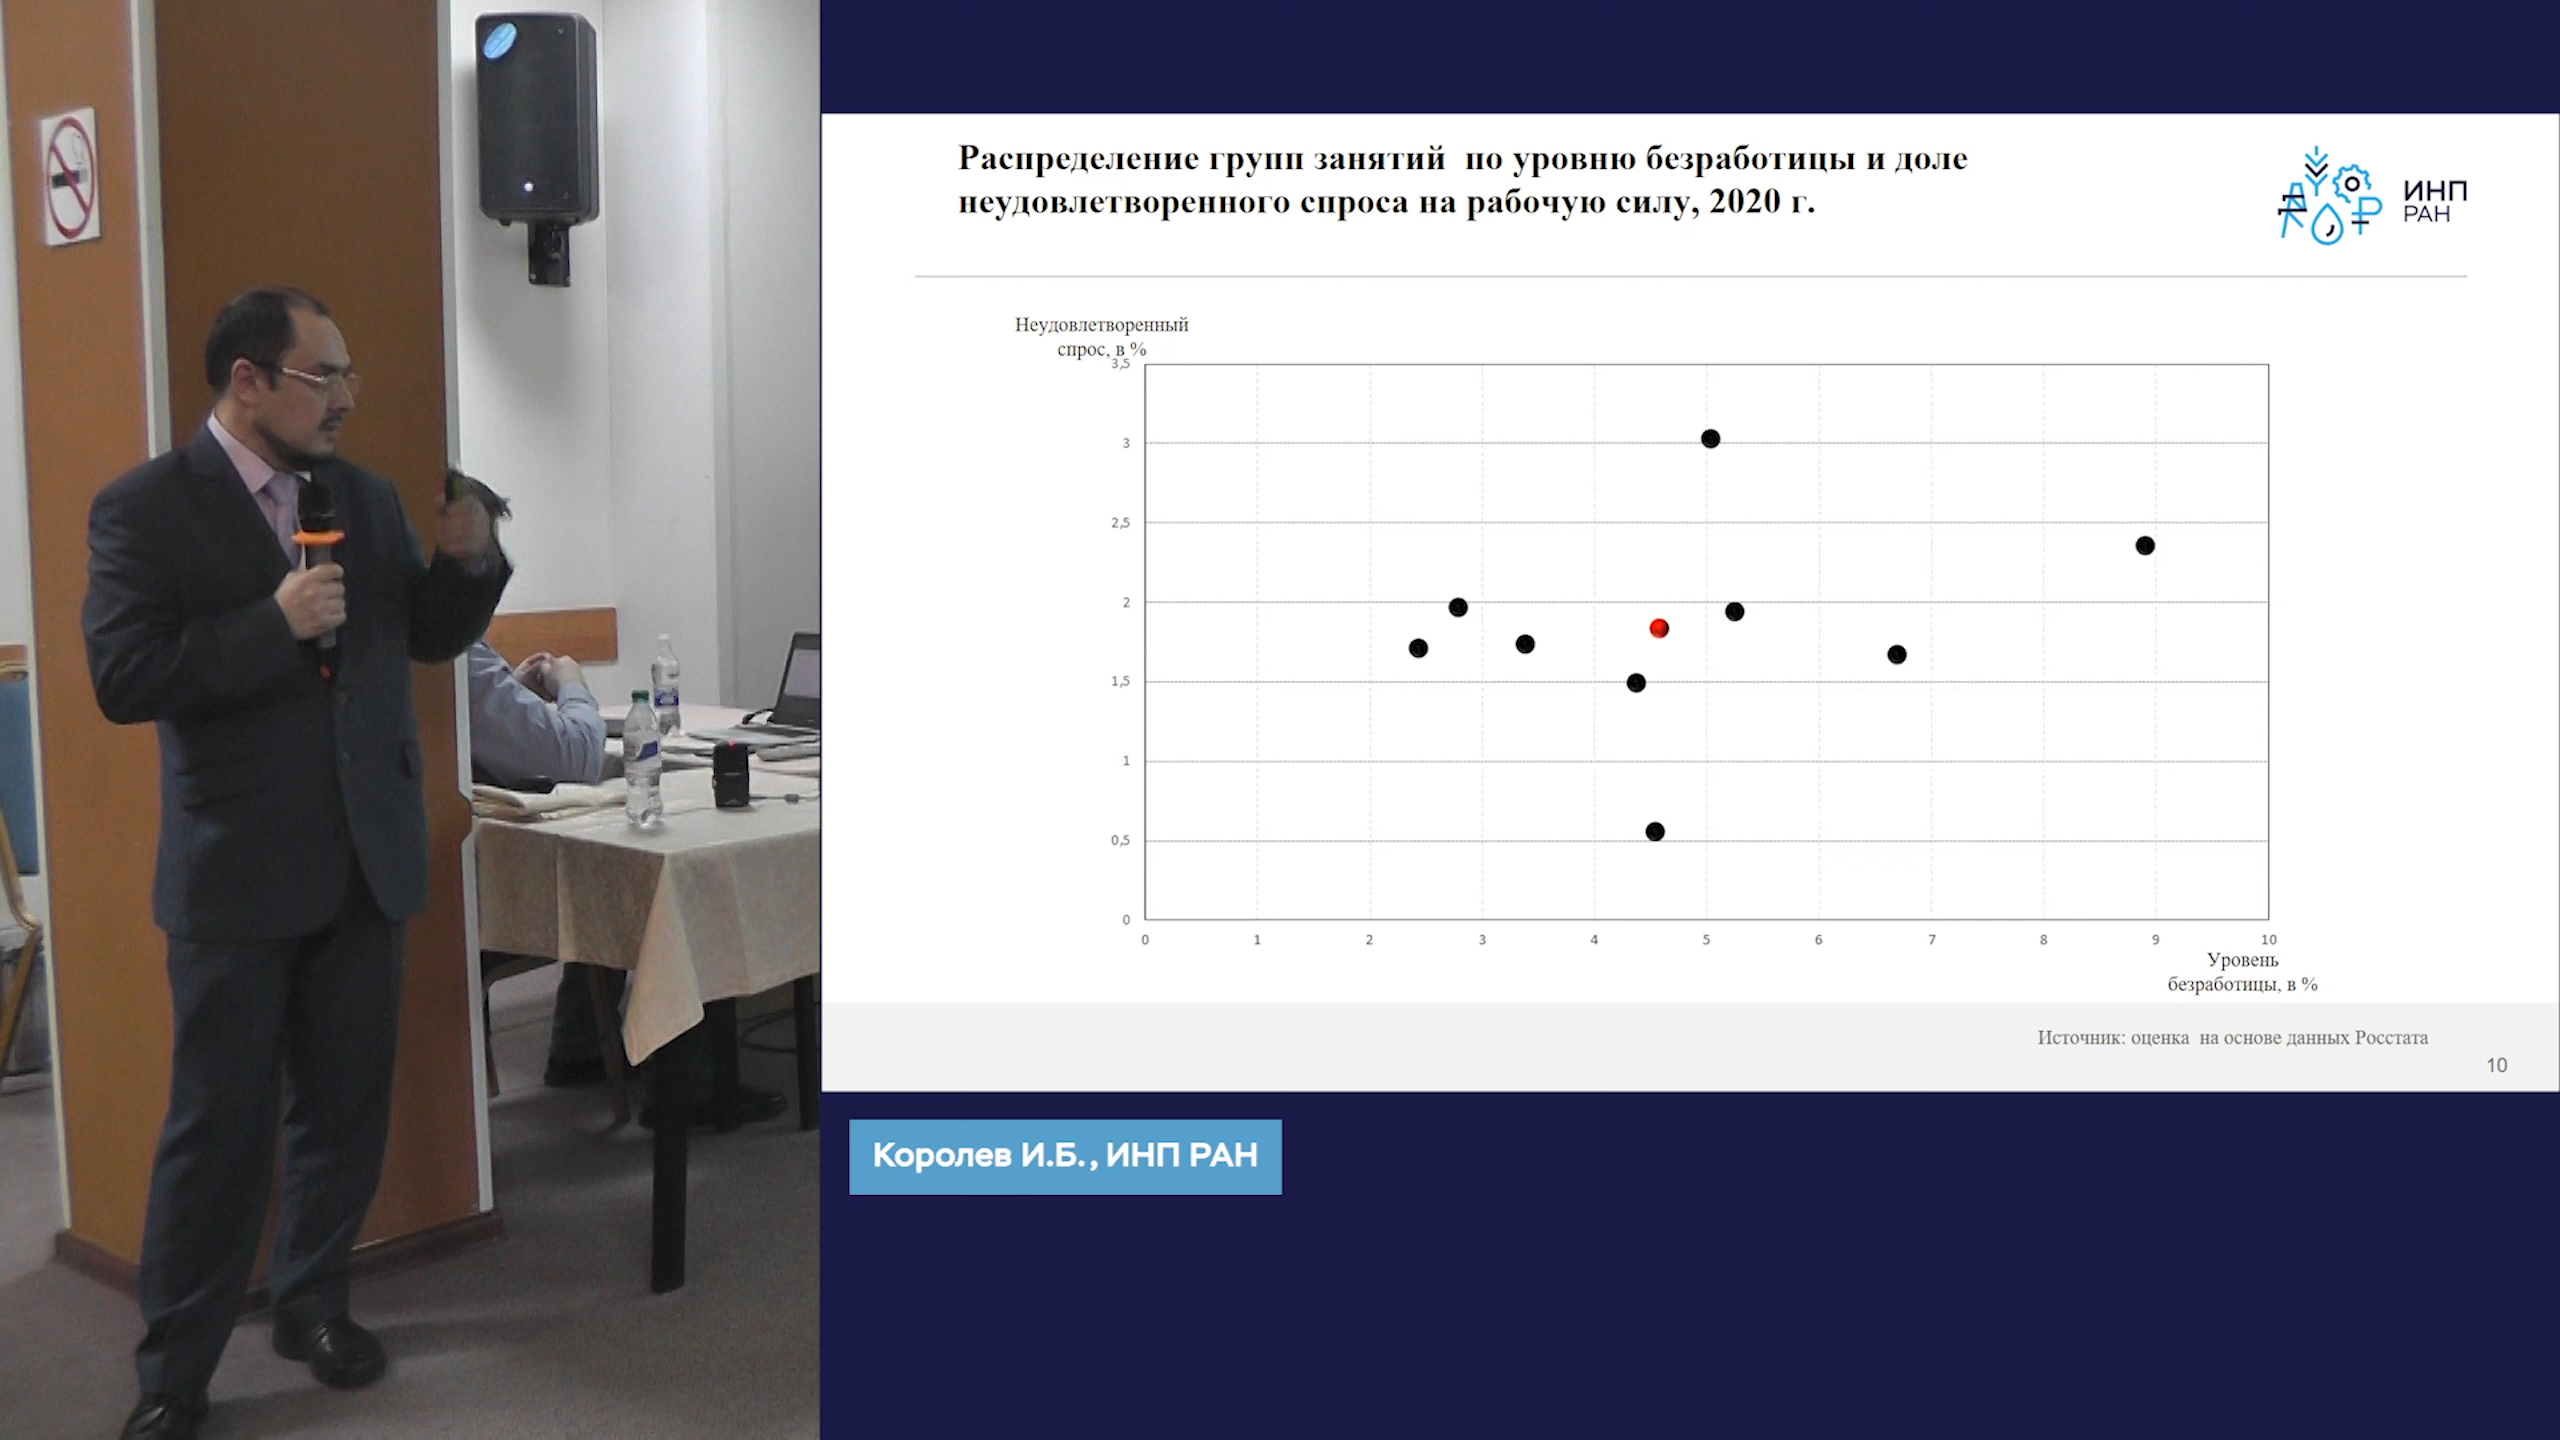 Распределение групп занятий по уровню безработицы и доле
неудовлетворенного спроса на рабочую силу, 2020 г.
ИНП
РАН
Неудовлетворенный
спрос, в %
3,5
3
2,5
2
1,5
1
0,5
0
0 1 2 3 4 5 6 7 8 9 10
Уровень
безработицы, в %
Источник: оценка на основе данных Росстата
10
Королев И.Б., ИНП РАН